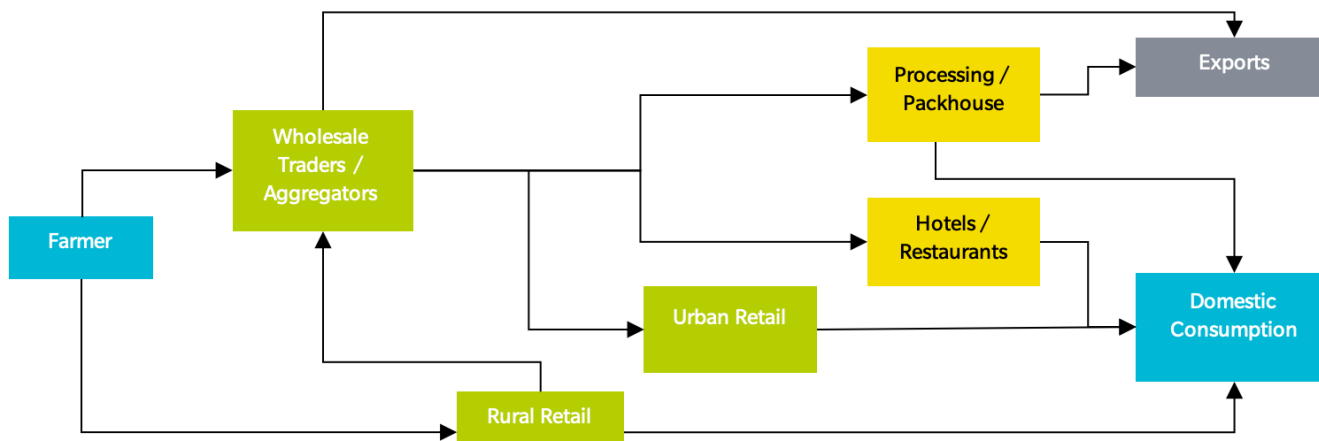 Exports
Processing /
Packhouse
Wholesale
Traders /
Aggregators
Farmer
Hotels /
Restaurants
Urban Retail
Domestic
Consumption
Rural Retail